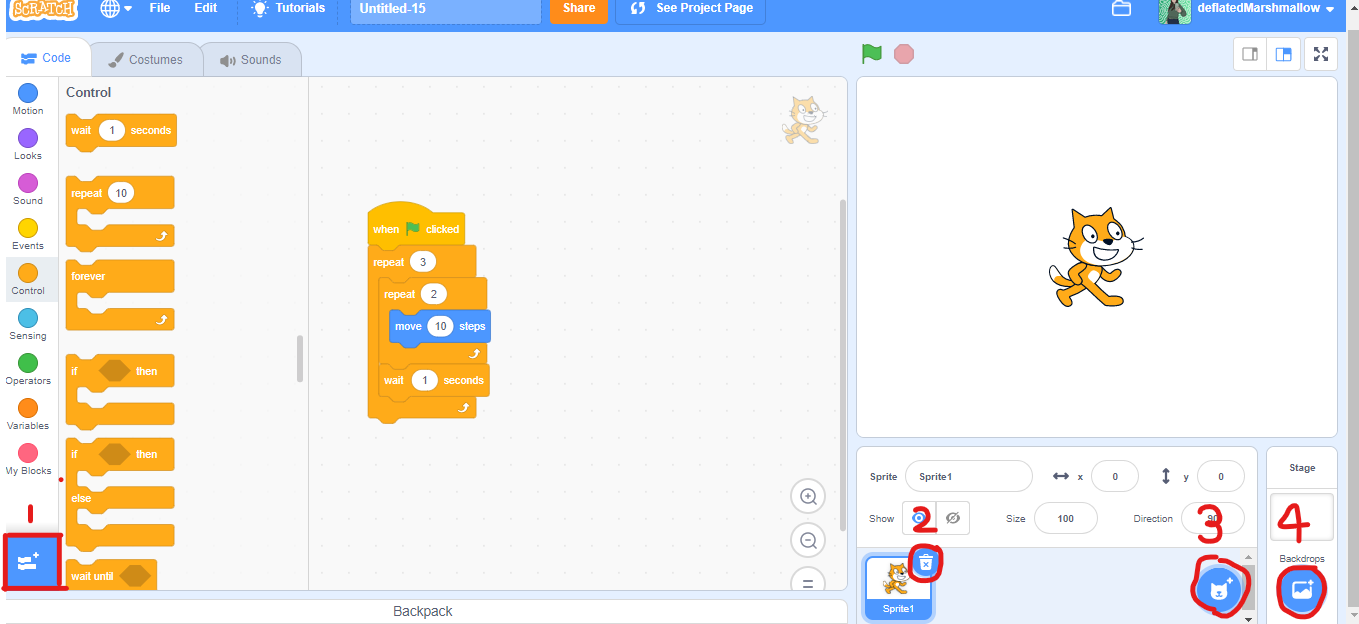 SCRATCH File Edit Tutorials Untitled-15 Share See Project Page deflatedMarshmallow
Code Costumes Sounds
Motion
Looks
Sound
Events
Control
Sensing
Operators
Variables
My Blocks
1
Control
wait 1 seconds
repeat 10
forever
if then
if then
else
wait until
when clicked
repeat 3
repeat 2
move 10 steps
wait 1 seconds
Backpack
Sprite Sprite1 x 0 y 0
Show 2 Size 100 Direction 3
Sprite1
Stage
4
Backdrops